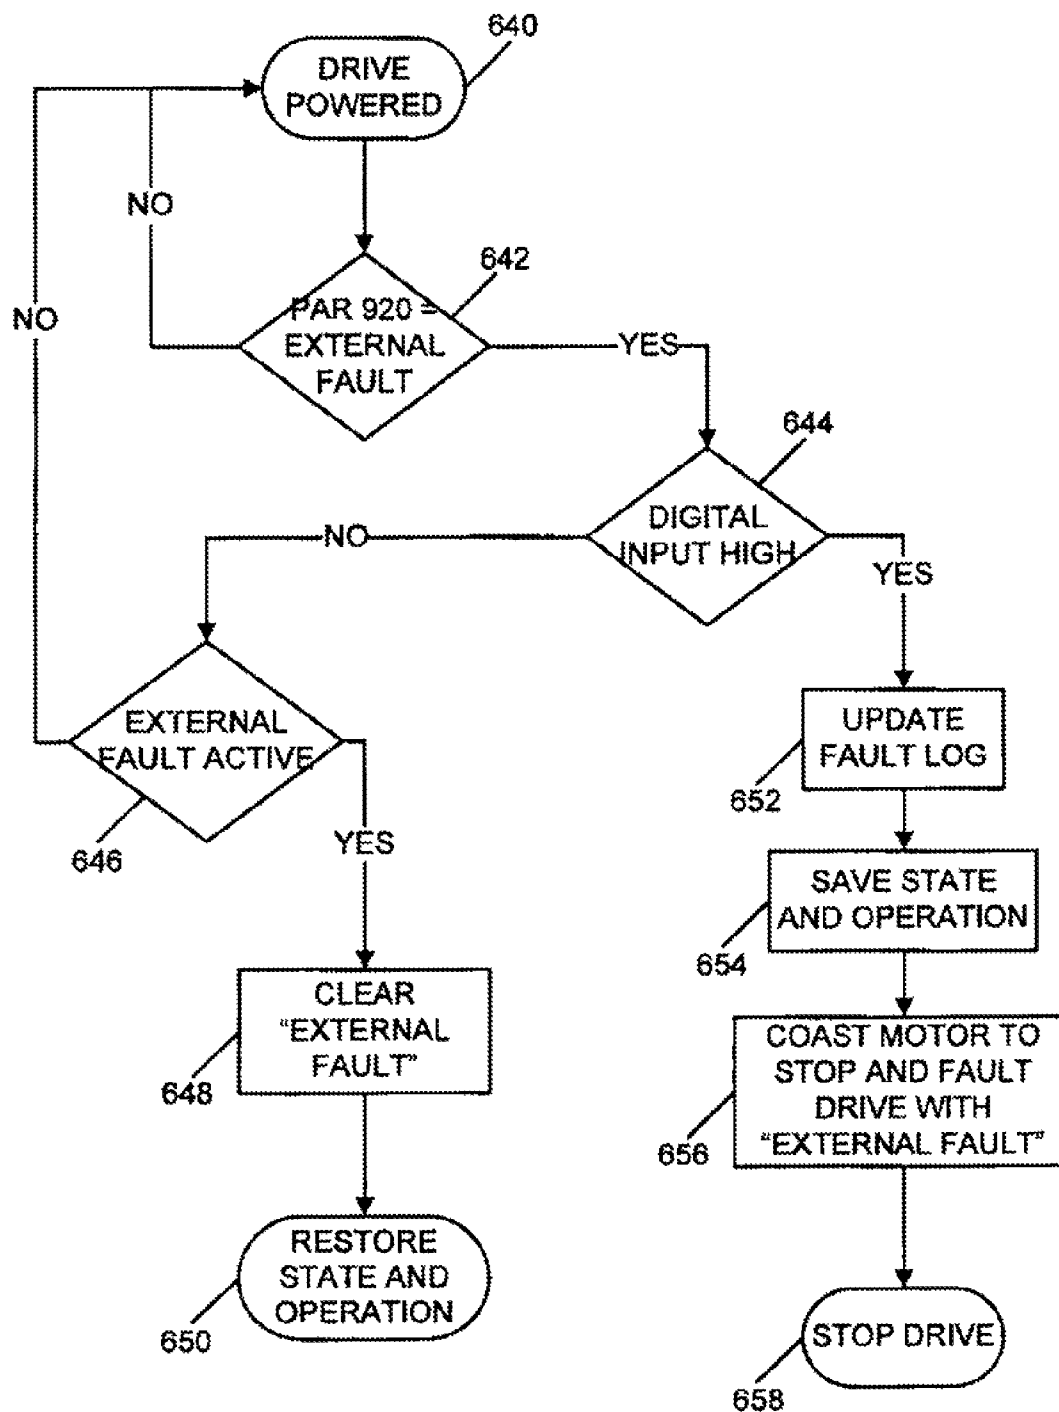 640
DRIVE
POWERED
NO
642
PAR 920 =
EXTERNAL
FAULT
NO
YES
644
DIGITAL
INPUT HIGH
NO
YES
EXTERNAL
FAULT ACTIVE
646
YES
UPDATE
FAULT LOG
652
SAVE STATE
AND OPERATION
654
CLEAR
“EXTERNAL
FAULT”
648
COAST MOTOR TO
STOP AND FAULT
DRIVE WITH
“EXTERNAL FAULT”
656
RESTORE
STATE AND
OPERATION
650
STOP DRIVE
658